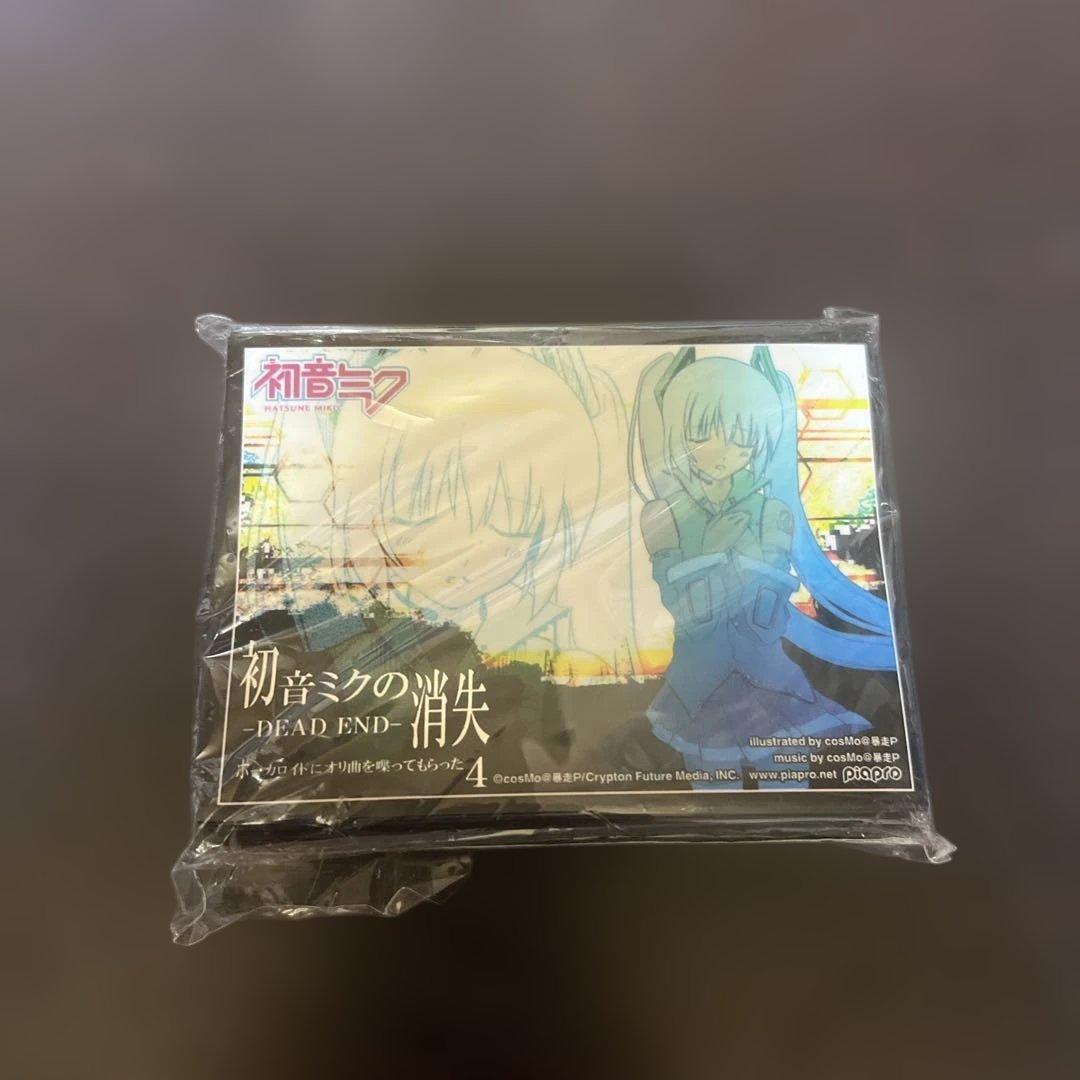 初音ミク
HATSUNE MIKU
初音ミクの消失
-DEAD END-
ボーカロイドにオリ曲を喋ってもらった4
illustrated by cosMo@暴走P
music by cosMo@暴走P
©cosMo@暴走P/Crypton Future Media, INC. www.piapro.net piapro